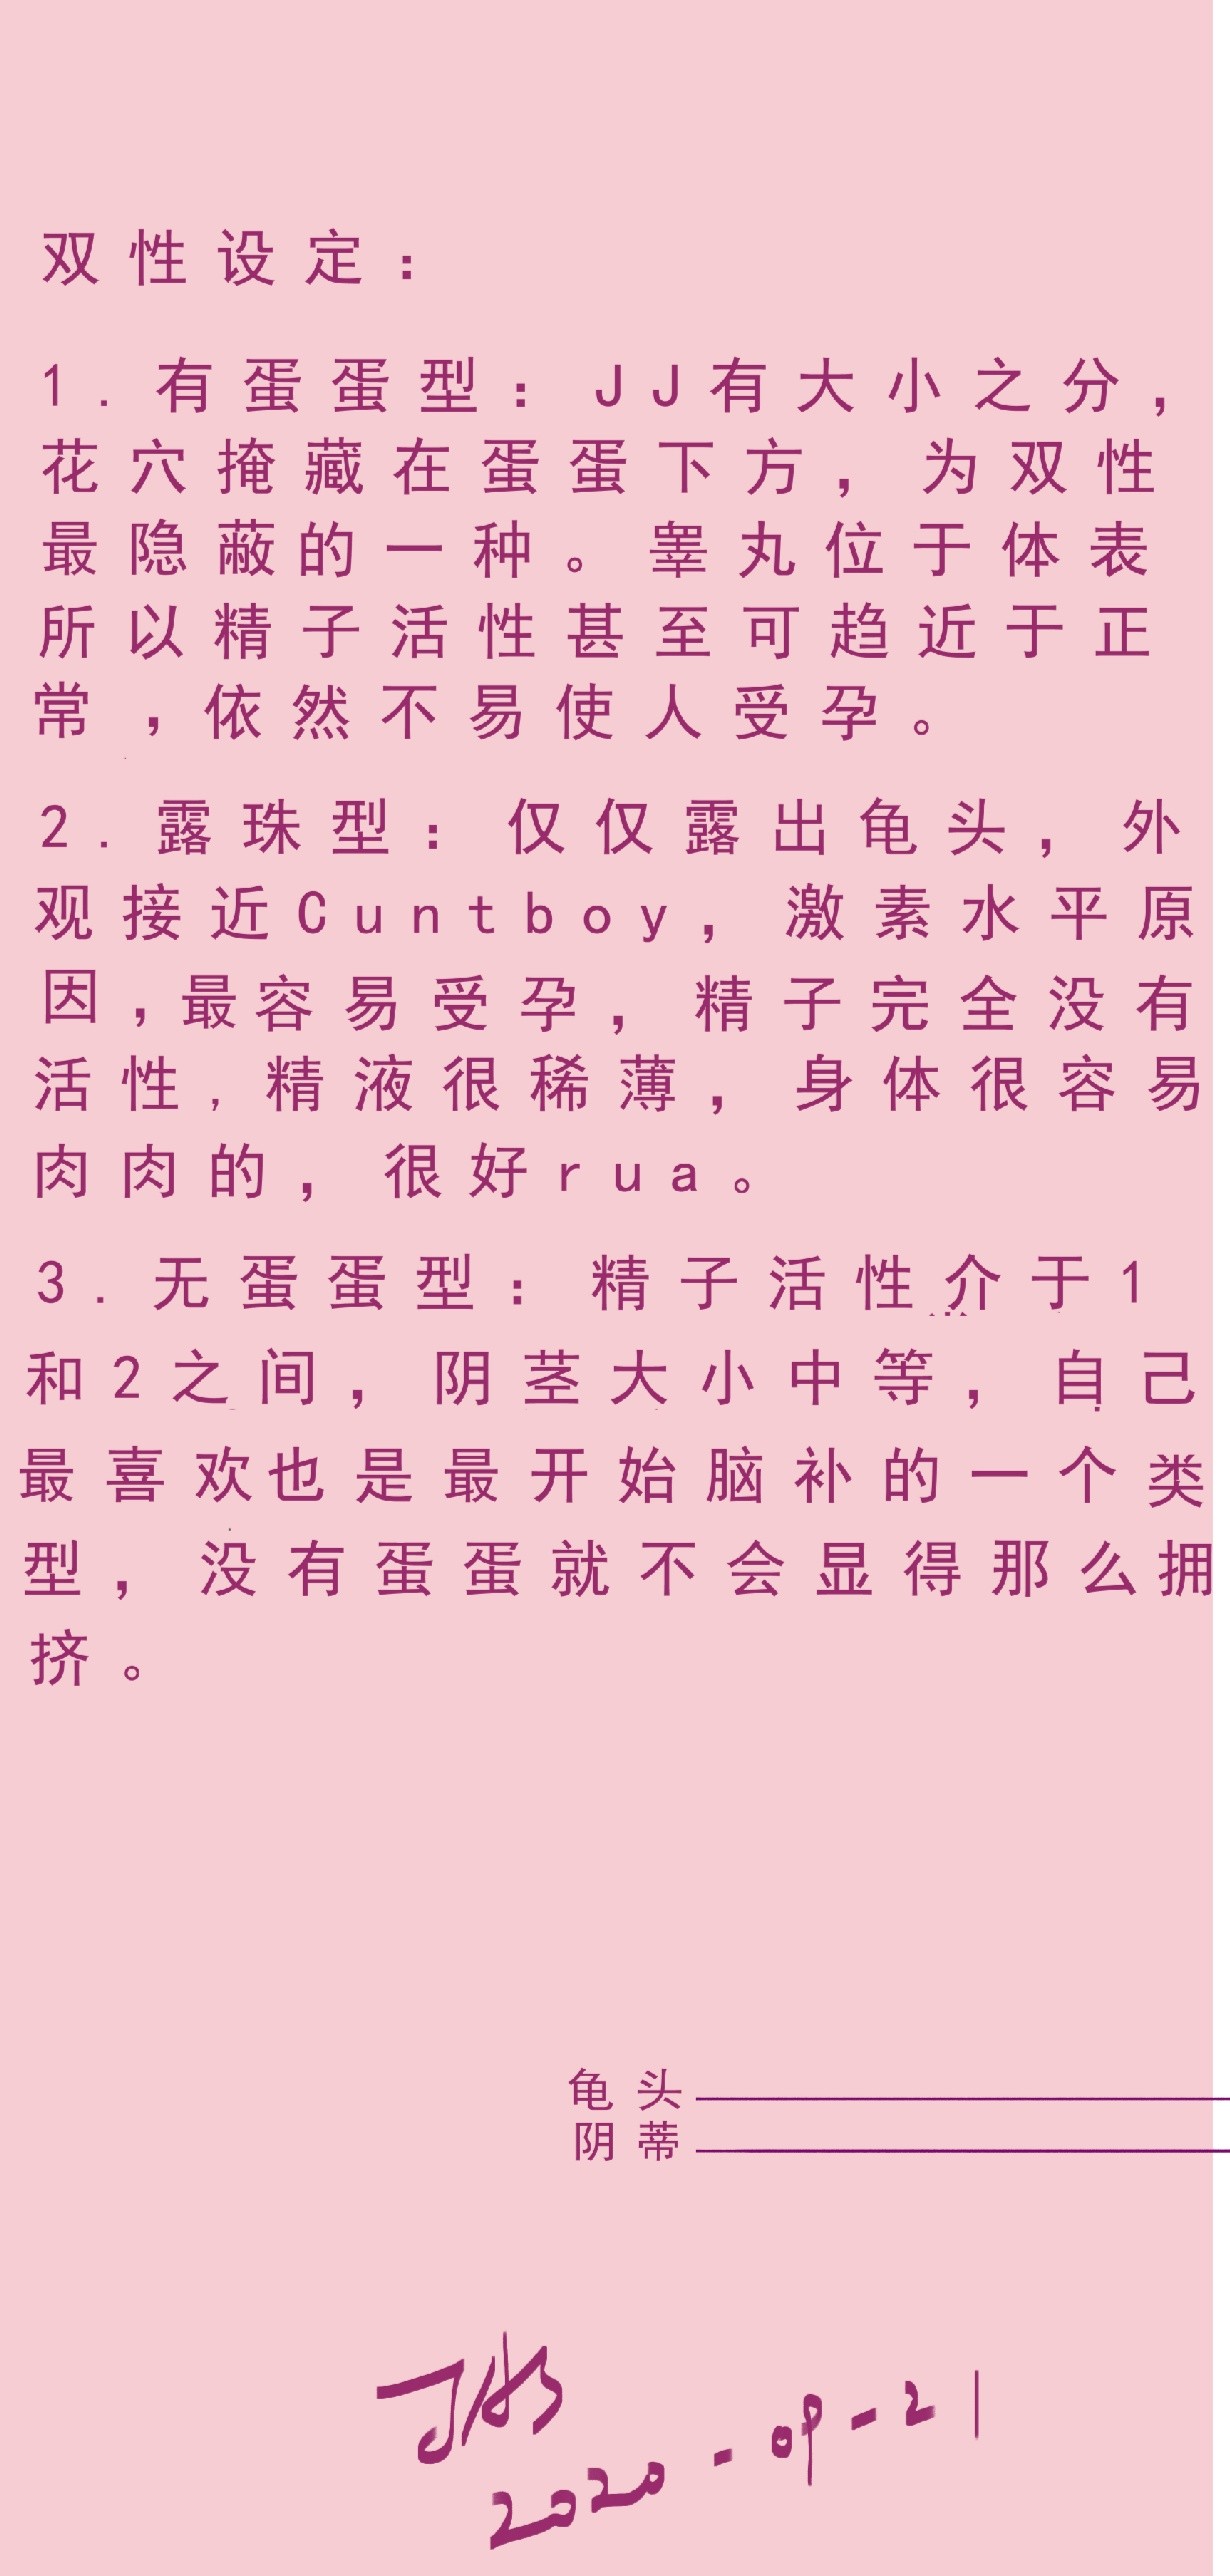 双性设定：
1.有蛋蛋型：JJ有大小之分，
花穴掩藏在蛋蛋下方，为双性
最隐蔽的一种。睾丸位于体表
所以精子活性甚至可趋近于正
常，依然不易使人受孕。
2.露珠型：仅仅露出龟头，外
观接近Cuntboy，激素水平原
因，最容易受孕，精子完全没有
活性，精液很稀薄，身体很容易
肉肉的，很好rua。
3.无蛋蛋型：精子活性介于1
和2之间，阴茎大小中等，自己
最喜欢也是最开始脑补的一个类
型，没有蛋蛋就不会显得那么拥
挤。
龟头
阴蒂
2020-09-21